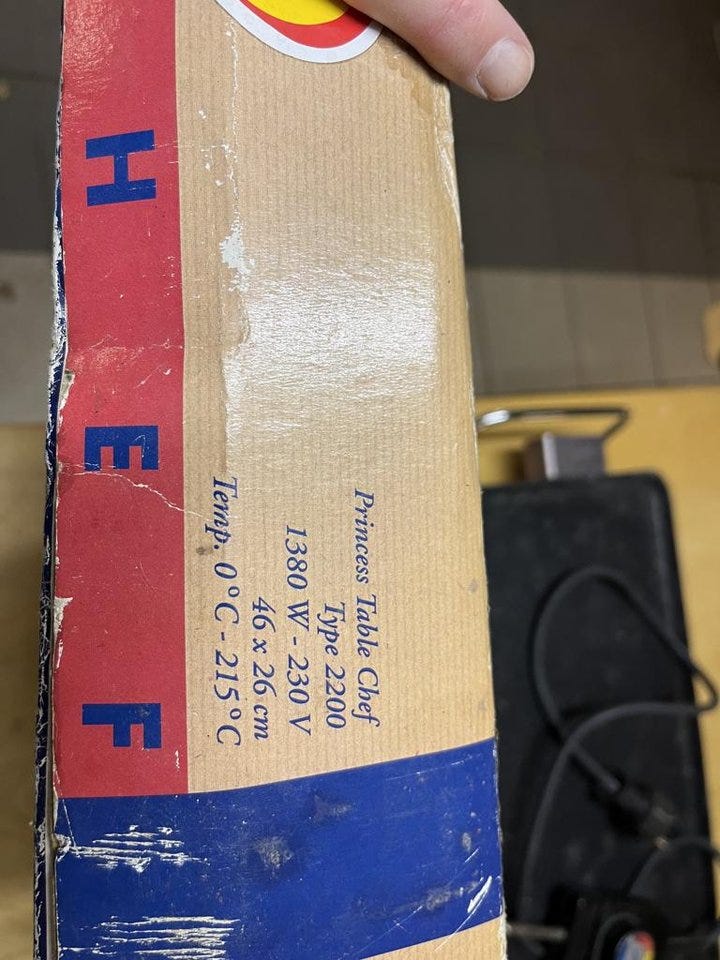 Princess Table Chef
Type 2200
1380 W - 230 V
46 x 26 cm
Temp. 0°C - 215°C
H E F